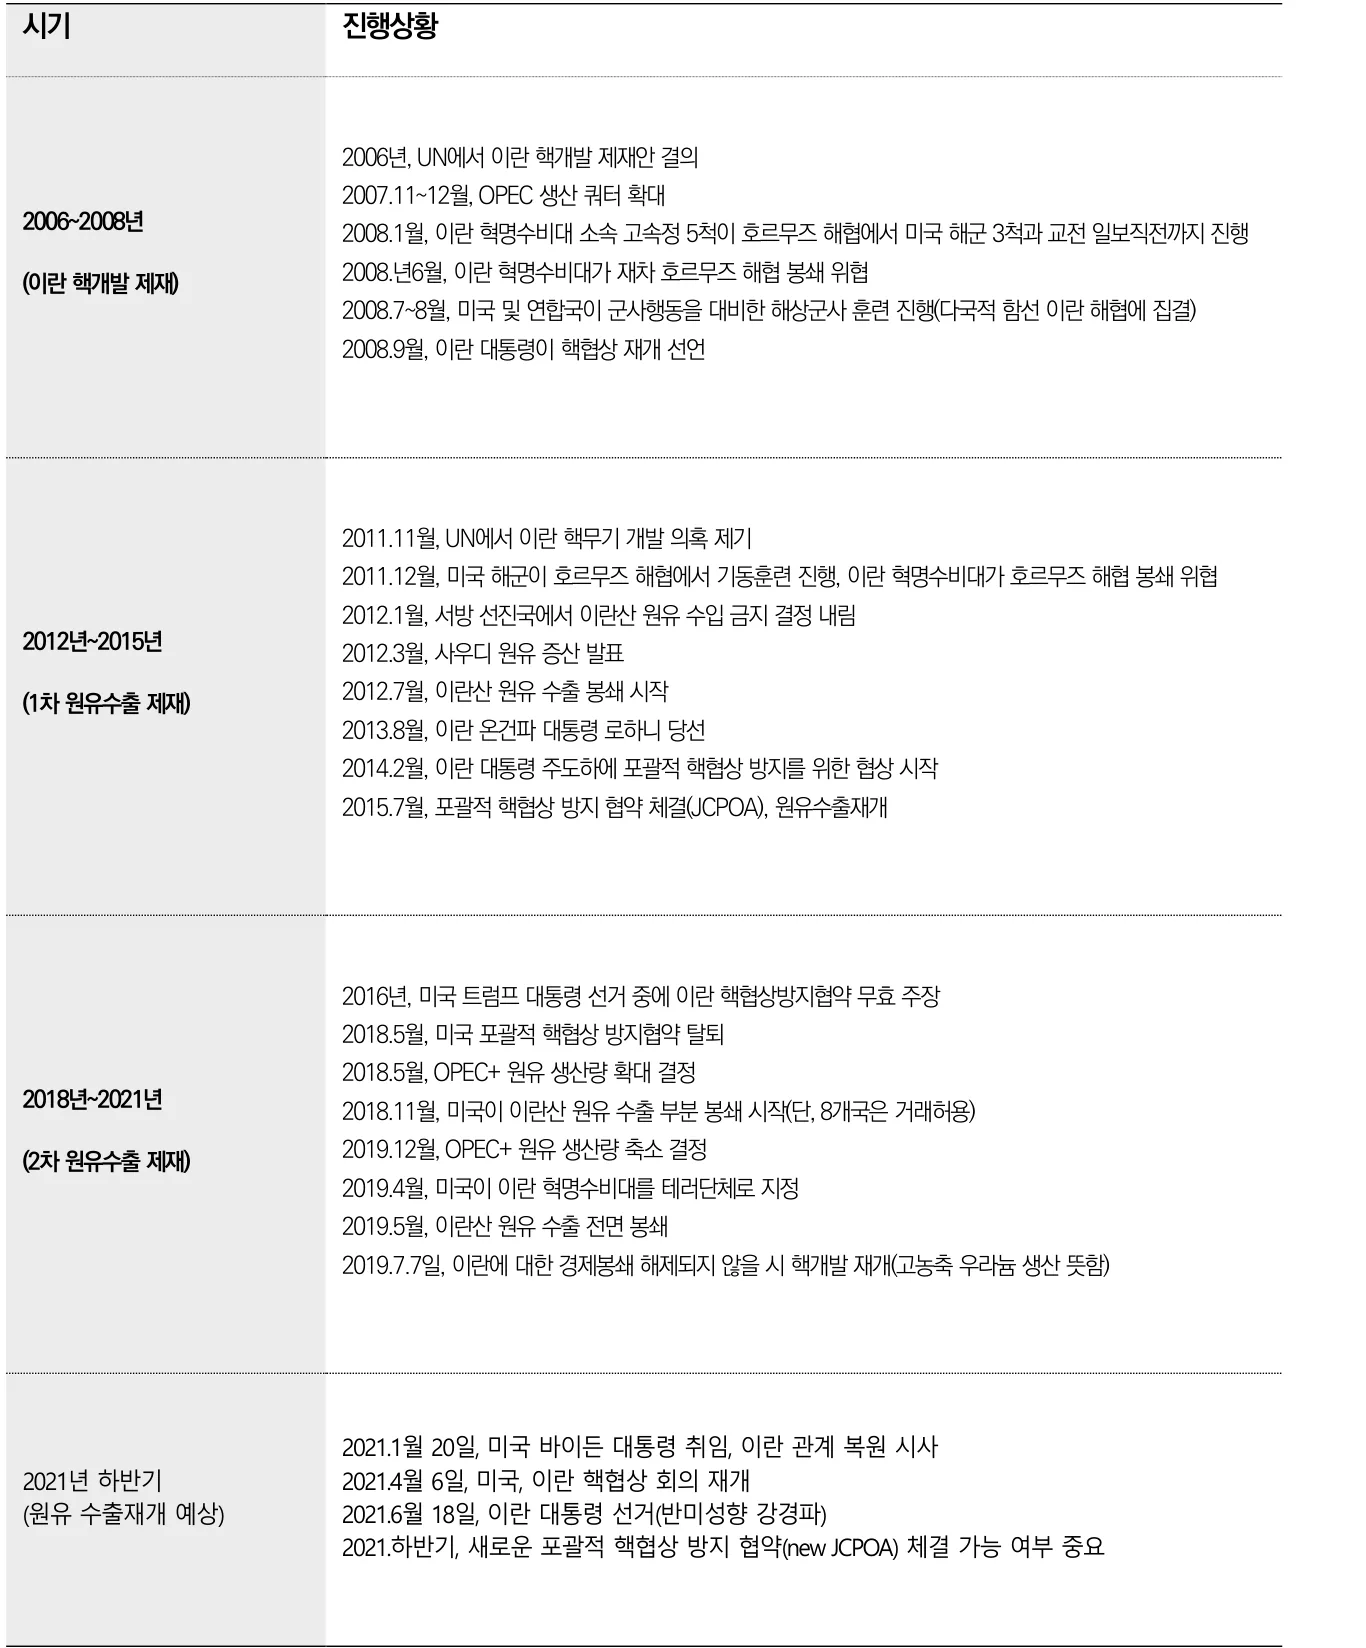 시기
진행상황
2006~2008년
(이란 핵개발 제재)
2006년, UN에서 이란 핵개발 제재안 결의
2007.11~12월, OPEC 생산 쿼터 확대
2008.1월, 이란 혁명수비대 소속 고속정 5척이 호르무즈 해협에서 미국 해군 3척과 교전 일보직전까지 진행
2008.년6월, 이란 혁명수비대가 재차 호르무즈 해협 봉쇄 위협
2008.7~8월, 미국 및 연합국이 군사행동을 대비한 해상군사 훈련 진행(다국적 함선 이란 해협에 집결)
2008.9월, 이란 대통령이 핵협상 재개 선언
2012년~2015년
(1차 원유수출 제재)
2011.11월, UN에서 이란 핵무기 개발 의혹 제기
2011.12월, 미국 해군이 호르무즈 해협에서 기동훈련 진행, 이란 혁명수비대가 호르무즈 해협 봉쇄 위협
2012.1월, 서방 선진국에서 이란산 원유 수입 금지 결정 내림
2012.3월, 사우디 원유 증산 발표
2012.7월, 이란산 원유 수출 봉쇄 시작
2013.8월, 이란 온건파 대통령 로하니 당선
2014.2월, 이란 대통령 주도하에 포괄적 핵협상 방지를 위한 협상 시작
2015.7월, 포괄적 핵협상 방지 협약 체결(JCPOA), 원유수출재개
2018년~2021년
(2차 원유수출 제재)
2016년, 미국 트럼프 대통령 선거 중에 이란 핵협상방지협약 무효 주장
2018.5월, 미국 포괄적 핵협상 방지협약 탈퇴
2018.5월, OPEC+ 원유 생산량 확대 결정
2018.11월, 미국이 이란산 원유 수출 부분 봉쇄 시작(단, 8개국은 거래허용)
2019.12월, OPEC+ 원유 생산량 축소 결정
2019.4월, 미국이 이란 혁명수비대를 테러단체로 지정
2019.5월, 이란산 원유 수출 전면 봉쇄
2019.7.7일, 이란에 대한 경제봉쇄 해제되지 않을 시 핵개발 재개(고농축 우라늄 생산 뜻함)
2021년 하반기
(원유 수출재개 예상)
2021.1월 20일, 미국 바이든 대통령 취임, 이란 관계 복원 시사
2021.4월 6일, 미국, 이란 핵협상 회의 재개
2021.6월 18일, 이란 대통령 선거(반미성향 강경파)
2021.하반기, 새로운 포괄적 핵협상 방지 협약(new JCPOA) 체결 가능 여부 중요